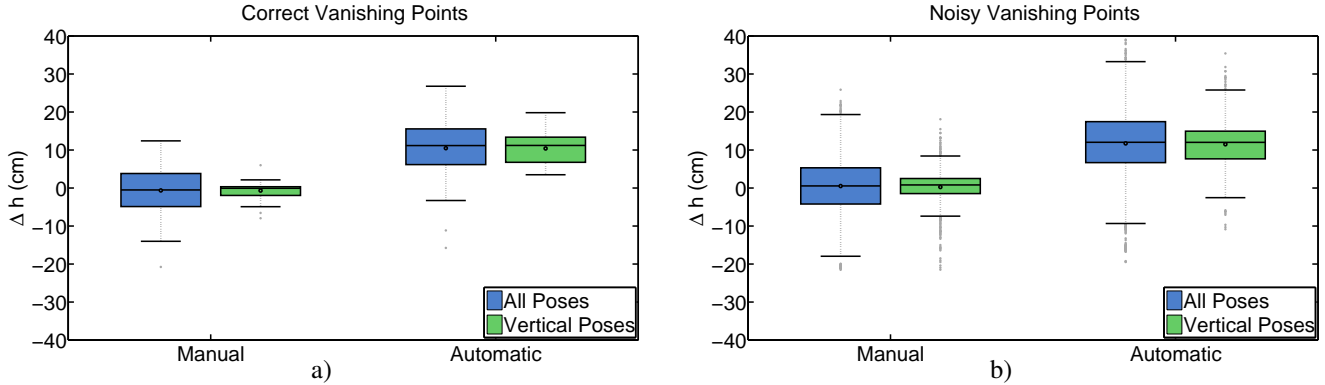 Correct Vanishing Points
40
30
20
10
0
−10
−20
−30
−40
Δ h (cm)
Manual
Automatic
All Poses
Vertical Poses
a)
Noisy Vanishing Points
40
30
20
10
0
−10
−20
−30
−40
Δ h (cm)
Manual
Automatic
All Poses
Vertical Poses
b)